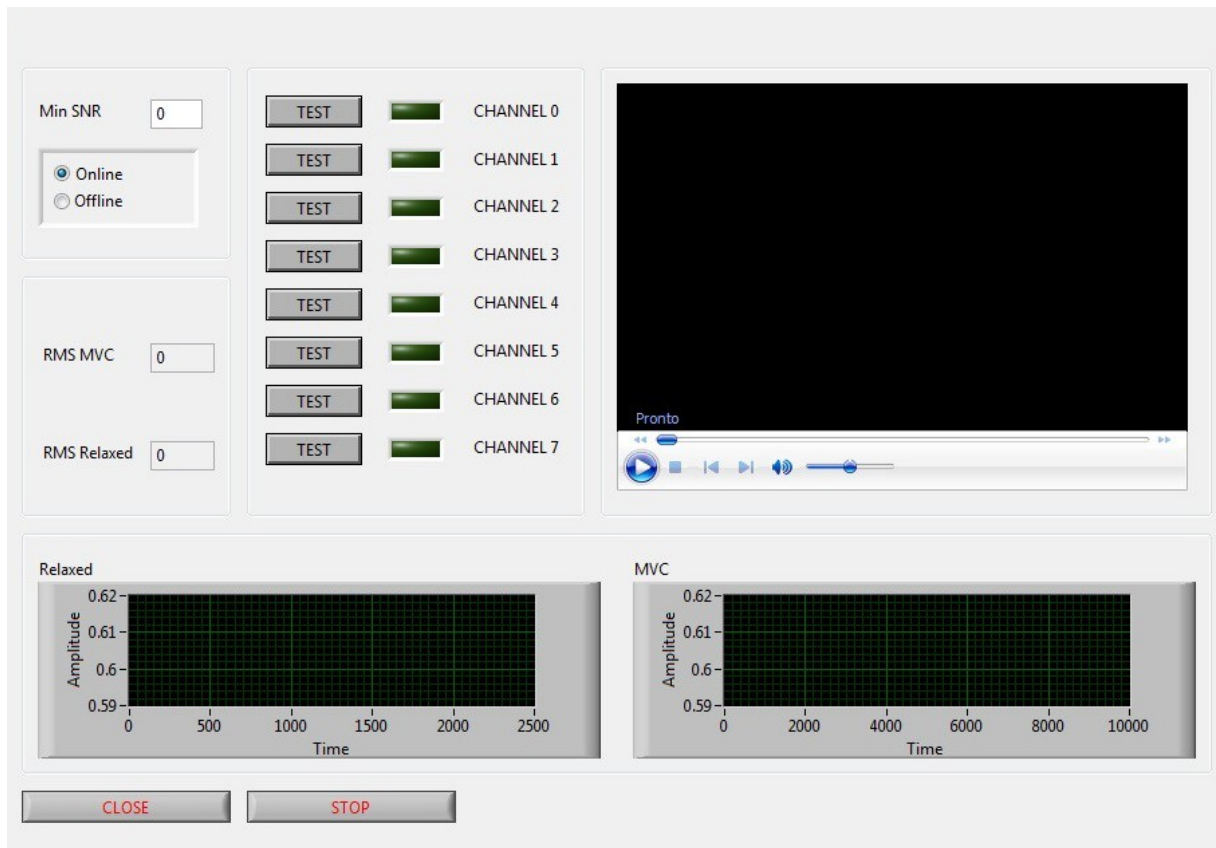 Min SNR 0
Online
Offline
RMS MVC 0
RMS Relaxed 0
TEST CHANNEL 0
TEST CHANNEL 1
TEST CHANNEL 2
TEST CHANNEL 3
TEST CHANNEL 4
TEST CHANNEL 5
TEST CHANNEL 6
TEST CHANNEL 7
Pronto
Relaxed
Amplitude
0.62
0.61
0.6
0.59
0 500 1000 1500 2000 2500
Time
MVC
Amplitude
0.62
0.61
0.6
0.59
0 2000 4000 6000 8000 10000
Time
CLOSE STOP